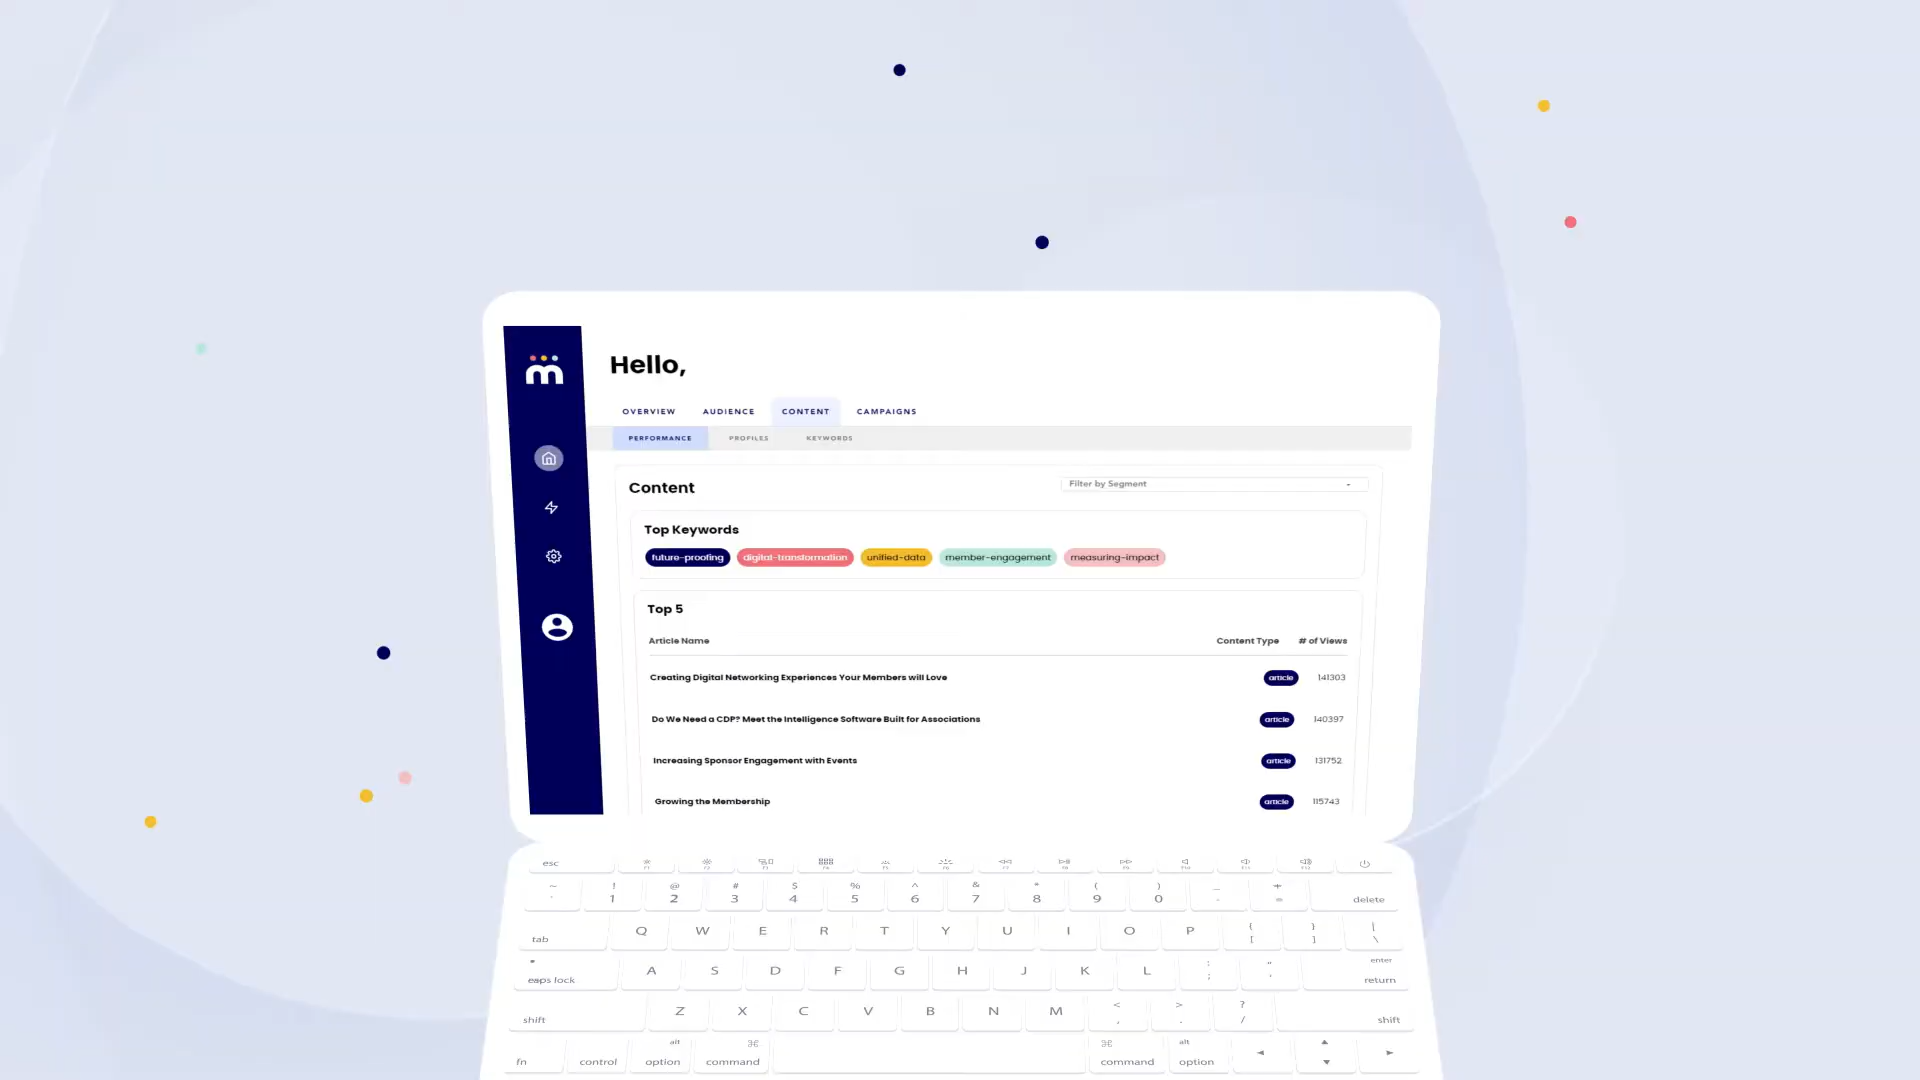 m
Hello,
OVERVIEW AUDIENCE CONTENT CAMPAIGNS
PERFORMANCE PROFILES KEYWORDS
Content Filter by Segment
Top Keywords
future-proofing digital-transformation unified-data member-engagement measuring-impact
Top 5
Article Name Content Type # of Views
Creating Digital Networking Experiences Your Members will Love article 141303
Do We Need a CDP? Meet the Intelligence Software Built for Associations article 140397
Increasing Sponsor Engagement with Events article 131752
Growing the Membership article 115743
esc
~ ! @ # $ % ^ & * ( ) _ +
` 1 2 3 4 5 6 7 8 9 0 - = delete
tab Q W E R T Y U I O P { [ } ] | \
caps lock A S D F G H J K L : ; " ' enter return
shift Z X C V B N M < , > . ? / shift
fn control alt option ⌘ command ⌘ command alt option